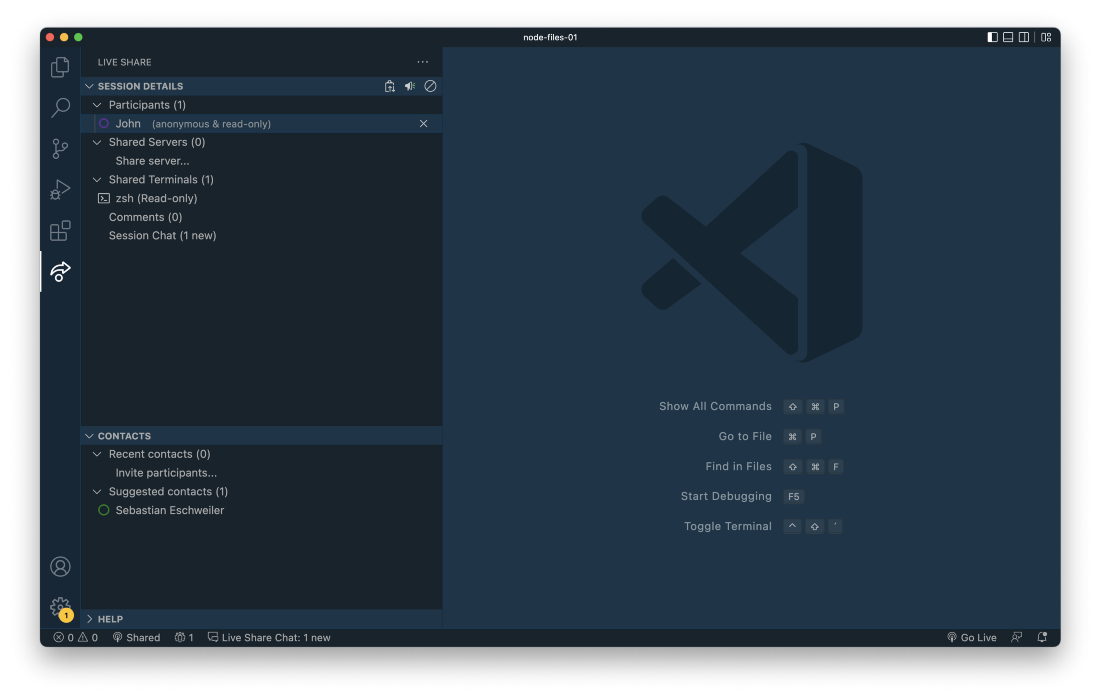 node-files-01
LIVE SHARE
SESSION DETAILS
Participants (1)
John (anonymous & read-only)
Shared Servers (0)
Share server...
Shared Terminals (1)
zsh (Read-only)
Comments (0)
Session Chat (1 new)
CONTACTS
Recent contacts (0)
Invite participants...
Suggested contacts (1)
Sebastian Eschweiler
HELP
Show All Commands ⇧ ⌘ P
Go to File ⌘ P
Find in Files ⇧ ⌘ F
Start Debugging F5
Toggle Terminal ^ ⇧ ´
1
0 0 Shared 1 Live Share Chat: 1 new Go Live